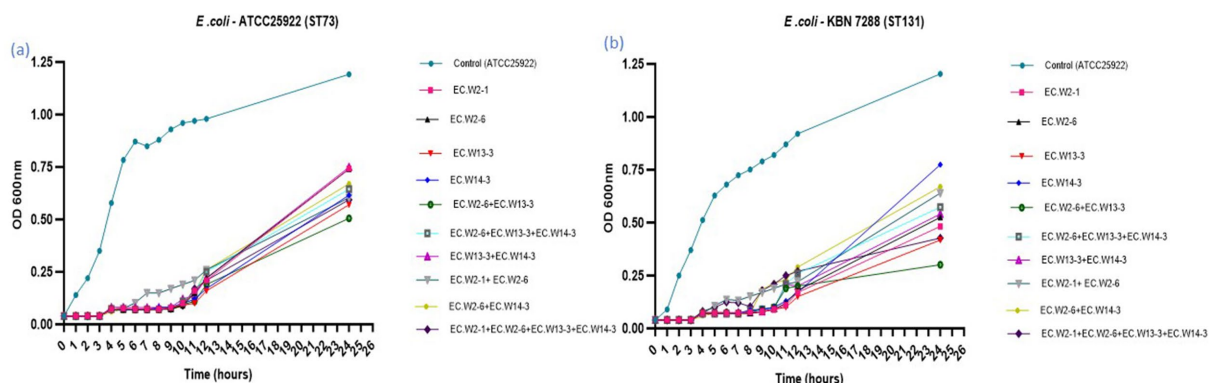 E .coli - ATCC25922 (ST73)
(a)
1.25
1.00
0.75
0.50
0.25
0.00
OD 600nm
0 1 2 3 4 5 6 7 8 9 10 11 12 13 14 15 16 17 18 19 20 21 22 23 24 25 26
Time (hours)
Control (ATCC25922)
EC.W2-1
EC.W2-6
EC.W13-3
EC.W14-3
EC.W2-6+EC.W13-3
EC.W2-6+EC.W13-3+EC.W14-3
EC.W13-3+EC.W14-3
EC.W2-1+ EC.W2-6
EC.W2-6+EC.W14-3
EC.W2-1+EC.W2-6+EC.W13-3+EC.W14-3
E .coli - KBN 7288 (ST131)
(b)
1.25
1.00
0.75
0.50
0.25
0.00
OD 600nm
0 1 2 3 4 5 6 7 8 9 10 11 12 13 14 15 16 17 18 19 20 21 22 23 24 25 26
Time (hours)
Control (ATCC25922)
EC.W2-1
EC.W2-6
EC.W13-3
EC.W14-3
EC.W2-6+EC.W13-3
EC.W2-6+EC.W13-3+EC.W14-3
EC.W13-3+EC.W14-3
EC.W2-1+ EC.W2-6
EC.W2-6+EC.W14-3
EC.W2-1+EC.W2-6+EC.W13-3+EC.W14-3